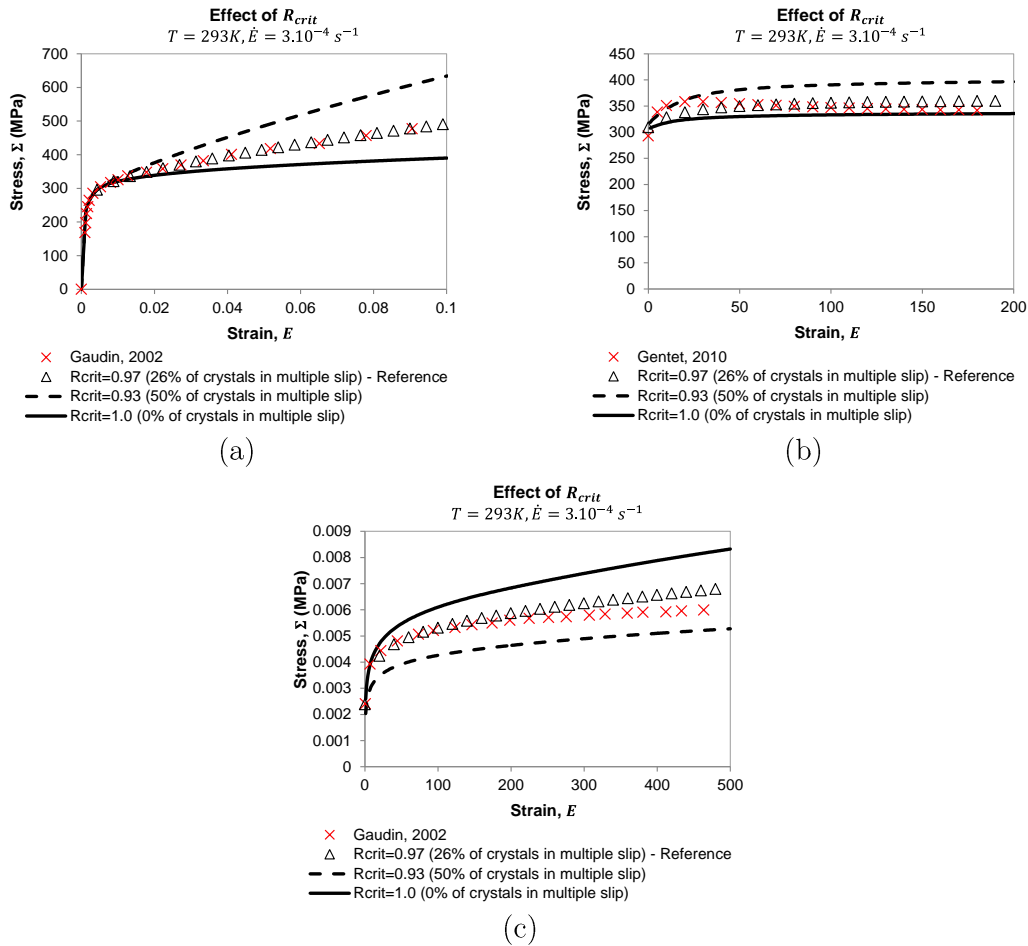 Effect of R_crit
T = 293K, Ė = 3.10⁻⁴ s⁻¹
Stress, Σ (MPa)
700
600
500
400
300
200
100
0
0
0.02
0.04
0.06
0.08
0.1
Strain, E
Gaudin, 2002
Rcrit=0.97 (26% of crystals in multiple slip) - Reference
Rcrit=0.93 (50% of crystals in multiple slip)
Rcrit=1.0 (0% of crystals in multiple slip)
(a)
Effect of R_crit
T = 293K, Ė = 3.10⁻⁴ s⁻¹
Stress, Σ (MPa)
450
400
350
300
250
200
150
100
50
0
0
50
100
150
200
Strain, E
Gentet, 2010
Rcrit=0.97 (26% of crystals in multiple slip) - Reference
Rcrit=0.93 (50% of crystals in multiple slip)
Rcrit=1.0 (0% of crystals in multiple slip)
(b)
Effect of R_crit
T = 293K, Ė = 3.10⁻⁴ s⁻¹
Stress, Σ (MPa)
0.009
0.008
0.007
0.006
0.005
0.004
0.003
0.002
0.001
0
0
100
200
300
400
500
Strain, E
Gaudin, 2002
Rcrit=0.97 (26% of crystals in multiple slip) - Reference
Rcrit=0.93 (50% of crystals in multiple slip)
Rcrit=1.0 (0% of crystals in multiple slip)
(c)